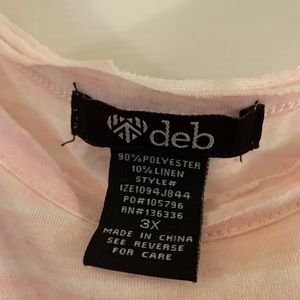 deb
90%POLYESTER
10%LINEN
STYLE#
IZE1094J844
PO#105796
RN#136336
3X
MADE IN CHINA
SEE REVERSE
FOR CARE